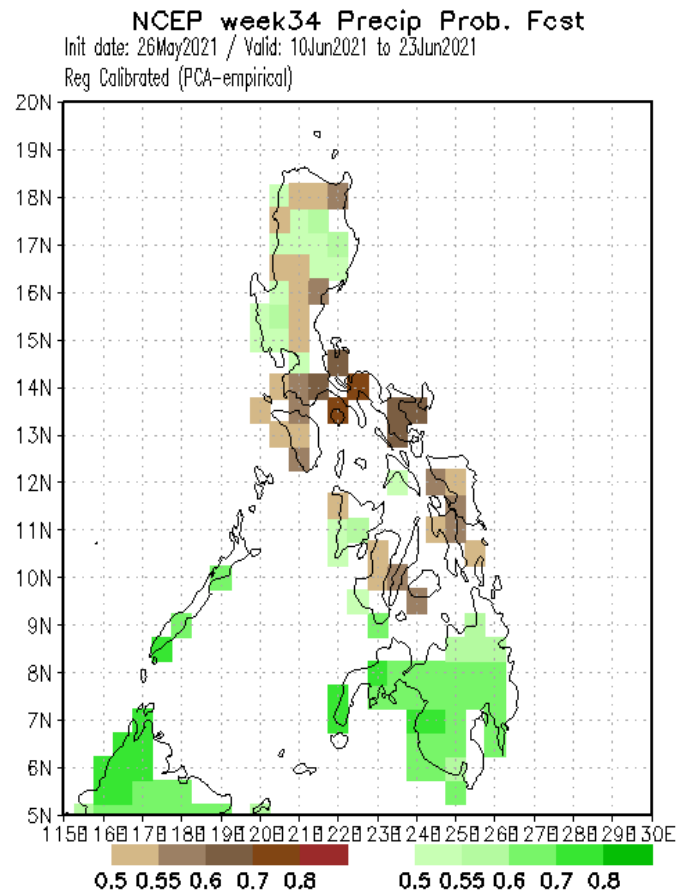 NCEP week34 Precip Prob. Fcst
Init date: 26May2021 / Valid: 10Jun2021 to 23Jun2021
Reg Calibrated (PCA-empirical)
20N
19N
18N
17N
16N
15N
14N
13N
12N
11N
10N
9N
8N
7N
6N
5N
115E 116E 117E 118E 119E 120E 121E 122E 123E 124E 125E 126E 127E 128E 129E 130E
0.5 0.55 0.6 0.7 0.8 0.5 0.55 0.6 0.7 0.8